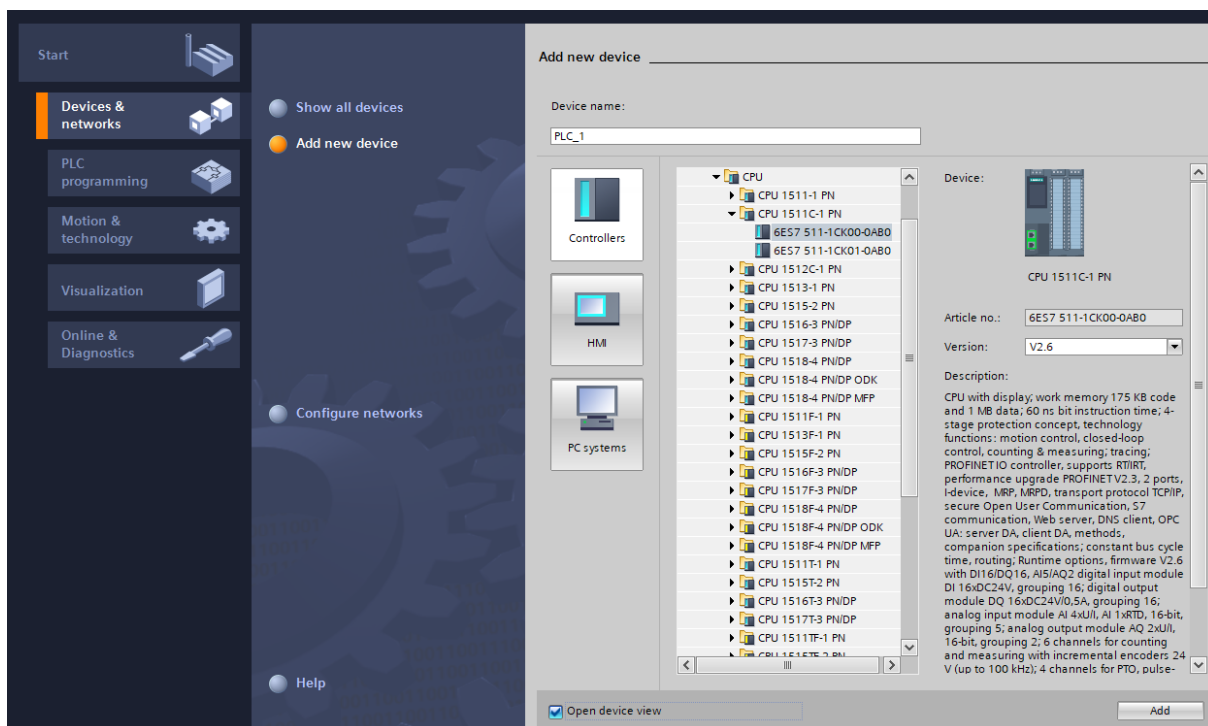 Start
Devices &
networks
PLC
programming
Motion &
technology
Visualization
Online &
Diagnostics
Show all devices
Add new device
Configure networks
Help
Add new device
Device name:
PLC_1
Controllers
HMI
PC systems
CPU
CPU 1511-1 PN
CPU 1511C-1 PN
6ES7 511-1CK00-0AB0
6ES7 511-1CK01-0AB0
CPU 1512C-1 PN
CPU 1513-1 PN
CPU 1515-2 PN
CPU 1516-3 PN/DP
CPU 1517-3 PN/DP
CPU 1518-4 PN/DP
CPU 1518-4 PN/DP ODK
CPU 1518-4 PN/DP MFP
CPU 1511F-1 PN
CPU 1513F-1 PN
CPU 1515F-2 PN
CPU 1516F-3 PN/DP
CPU 1517F-3 PN/DP
CPU 1518F-4 PN/DP
CPU 1518F-4 PN/DP ODK
CPU 1518F-4 PN/DP MFP
CPU 1511T-1 PN
CPU 1515T-2 PN
CPU 1516T-3 PN/DP
CPU 1517T-3 PN/DP
CPU 1511TF-1 PN
CPU 1515TF-2 PN
Device:
CPU 1511C-1 PN
Article no.: 6ES7 511-1CK00-0AB0
Version: V2.6
Description:
CPU with display; work memory 175 KB code
and 1 MB data; 60 ns bit instruction time; 4-
stage protection concept, technology
functions: motion control, closed-loop
control, counting & measuring; tracing;
PROFINET IO controller, supports RT/IRT,
performance upgrade PROFINET V2.3, 2 ports,
I-device, MRP, MRPD, transport protocol TCP/IP,
secure Open User Communication, S7
communication, Web server, DNS client, OPC
UA: server DA, client DA, methods,
companion specifications; constant bus cycle
time, routing; Runtime options, firmware V2.6
with DI16/DQ16, AI5/AQ2 digital input module
DI 16xDC24V, grouping 16; digital output
module DQ 16xDC24V/0,5A, grouping 16;
analog input module AI 4xU/I, AI 1xRTD, 16-bit,
grouping 5; analog output module AQ 2xU/I,
16-bit, grouping 2; 6 channels for counting
and measuring with incremental encoders 24
V (up to 100 kHz); 4 channels for PTO, pulse-
Open device view
Add